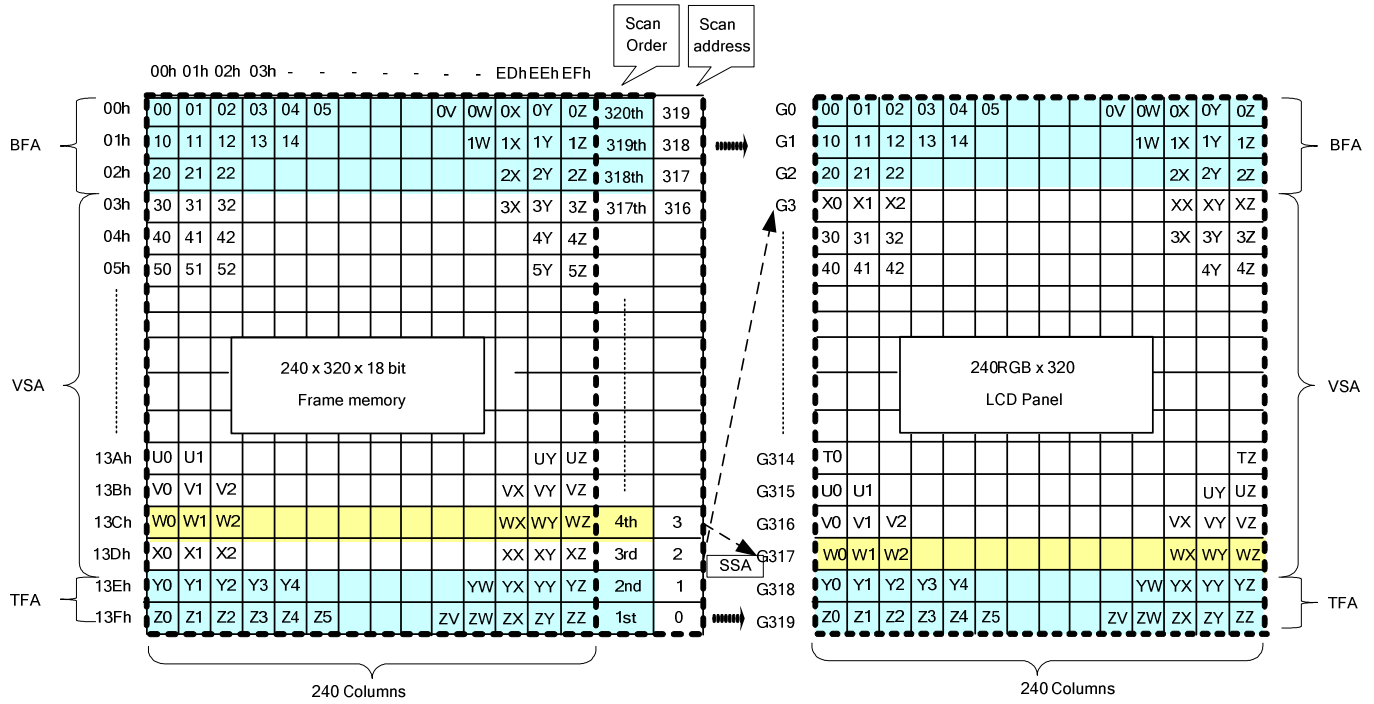 Scan Order
Scan address
00h 01h 02h 03h - - - - - - EDh EEh EFh
00h 00 01 02 03 04 05 0V 0W 0X 0Y 0Z 320th 319
01h 10 11 12 13 14 1W 1X 1Y 1Z 319th 318
02h 20 21 22 2X 2Y 2Z 318th 317
03h 30 31 32 3X 3Y 3Z 317th 316
04h 40 41 42 4Y 4Z
05h 50 51 52 5Y 5Z
BFA
VSA
TFA
240 x 320 x 18 bit
Frame memory
13Ah U0 U1 UY UZ
13Bh V0 V1 V2 VX VY VZ
13Ch W0 W1 W2 WX WY WZ 4th 3
13Dh X0 X1 X2 XX XY XZ 3rd 2
13Eh Y0 Y1 Y2 Y3 Y4 YW YX YY YZ 2nd 1
13Fh Z0 Z1 Z2 Z3 Z4 Z5 ZV ZW ZX ZY ZZ 1st 0
240 Columns
SSA
G0 00 01 02 03 04 05 0V 0W 0X 0Y 0Z
G1 10 11 12 13 14 1W 1X 1Y 1Z
G2 20 21 22 2X 2Y 2Z
G3 X0 X1 X2 XX XY XZ
30 31 32 3X 3Y 3Z
40 41 42 4Y 4Z
240RGB x 320
LCD Panel
G314 T0 TZ
G315 U0 U1 UY UZ
G316 V0 V1 V2 VX VY VZ
G317 W0 W1 W2 WX WY WZ
G318 Y0 Y1 Y2 Y3 Y4 YW YX YY YZ
G319 Z0 Z1 Z2 Z3 Z4 Z5 ZV ZW ZX ZY ZZ
BFA
VSA
TFA
240 Columns